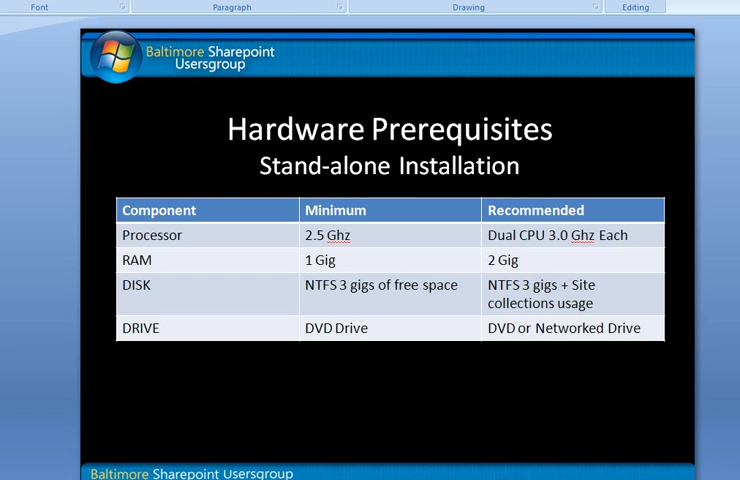 Font Paragraph Drawing Editing
Baltimore Sharepoint
Usersgroup
Hardware Prerequisites
Stand-alone Installation
Component Minimum Recommended
Processor 2.5 Ghz Dual CPU 3.0 Ghz Each
RAM 1 Gig 2 Gig
DISK NTFS 3 gigs of free space NTFS 3 gigs + Site
collections usage
DRIVE DVD Drive DVD or Networked Drive
Baltimore Sharepoint Usersgroup